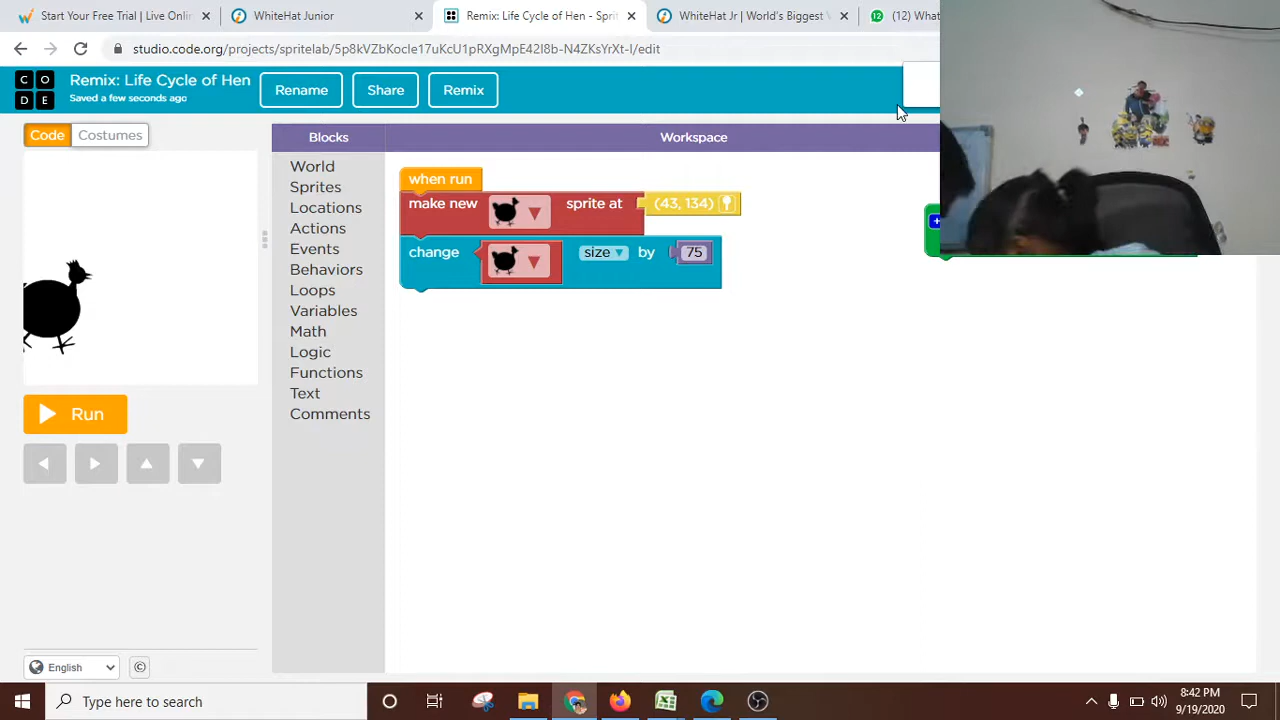 Start Your Free Trial | Live Onlin
WhiteHat Junior
Remix: Life Cycle of Hen - Sprit
WhiteHat Jr | World's Biggest V
(12) What
studio.code.org/projects/spritelab/5p8kVZbKocIe17uKcU1pRXgMpE42I8b-N4ZKsYrXt-I/edit
C O
D E
Remix: Life Cycle of Hen
Saved a few seconds ago
Rename
Share
Remix
Code
Costumes
Blocks
Workspace
World
Sprites
Locations
Actions
Events
Behaviors
Loops
Variables
Math
Logic
Functions
Text
Comments
when run
make new sprite at (43, 134)
change size by 75
Run
English
©
Type here to search
8:42 PM
9/19/2020